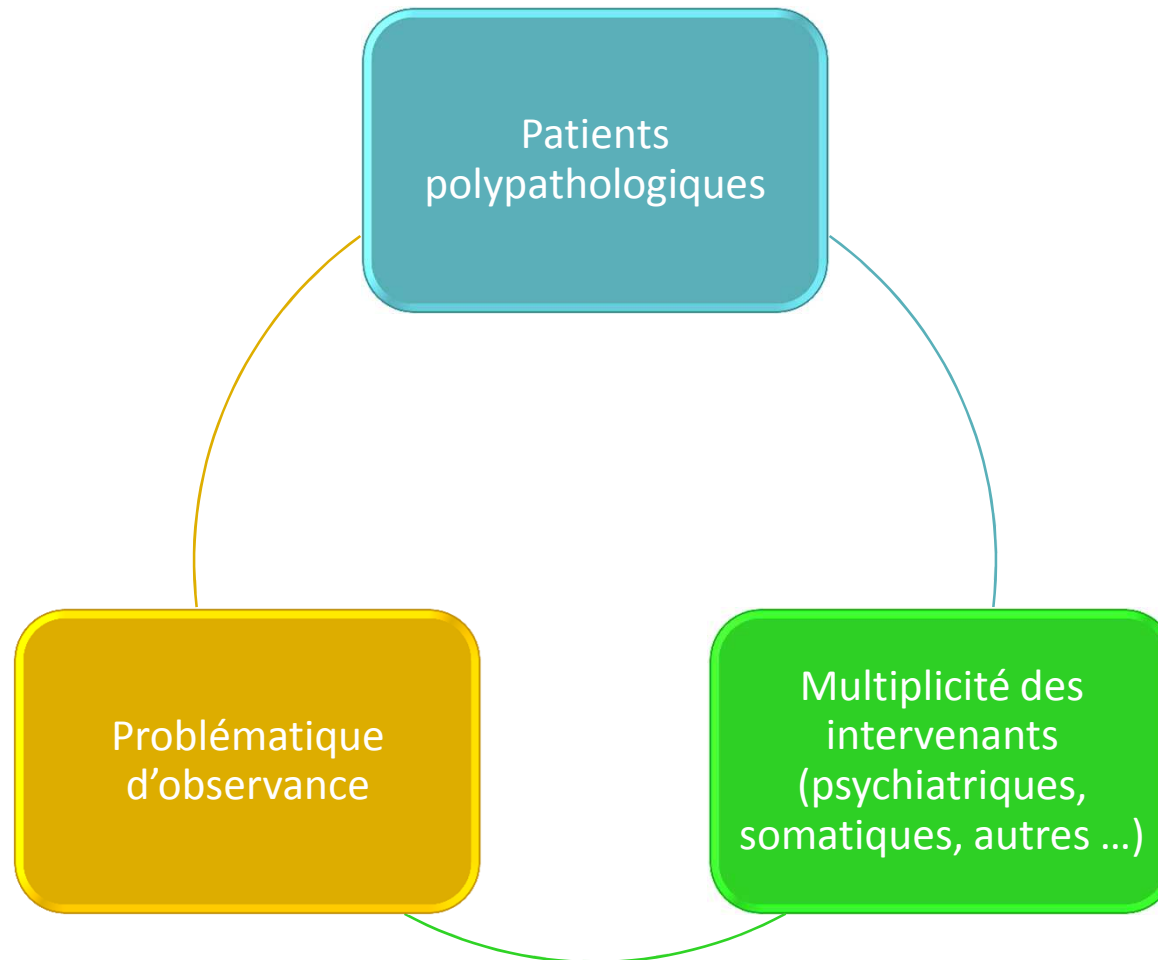 Patients
polypathologiques
Problématique
d’observance
Multiplicité des
intervenants
(psychiatriques,
somatiques, autres …)